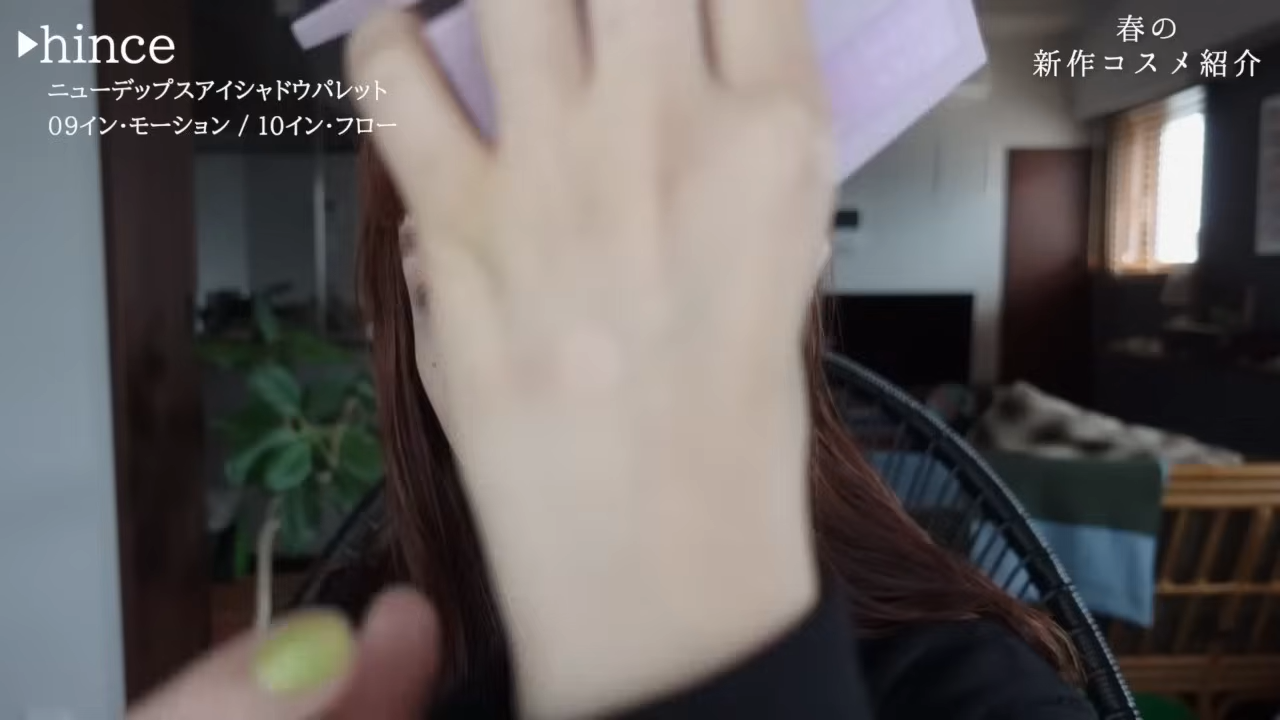 ▶hince
ニューデップスアイシャドウパレット
09イン・モーション / 10イン・フロー
春の
新作コスメ紹介